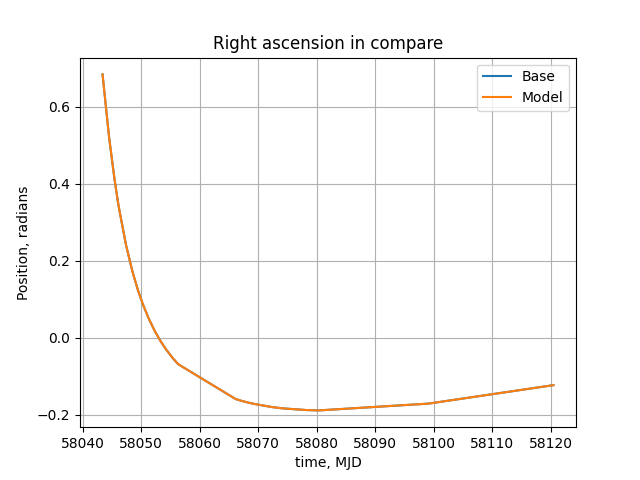 Right ascension in compare
Base
Model
Position, radians
0.6
0.4
0.2
0.0
−0.2
58040 58050 58060 58070 58080 58090 58100 58110 58120
time, MJD